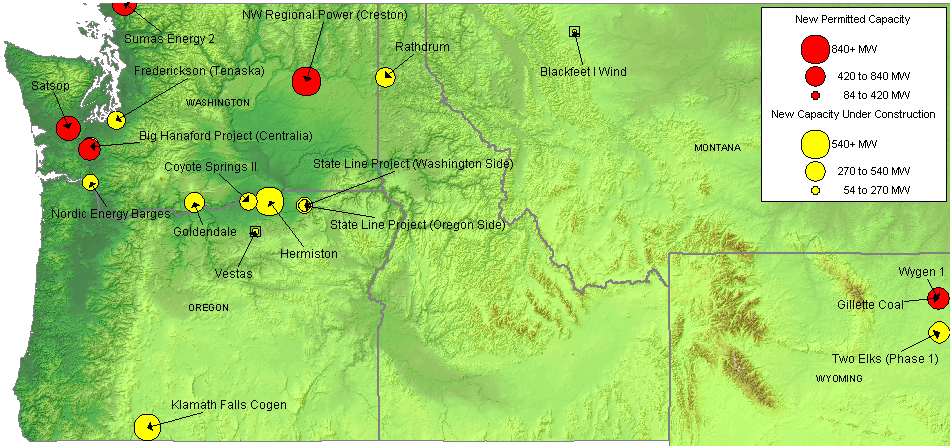 NW Regional Power (Creston)
New Permitted Capacity
Sumas Energy 2
Rathdrum
840+ MW
Frederickson (Tenaska)
Blackfeet I Wind
420 to 840 MW
Satsop
84 to 420 MW
WASHINGTON
New Capacity Under Construction
Big Hanaford Project (Centralia)
540+ MW
MONTANA
Coyote Springs II
State Line Project (Washington Side)
270 to 540 MW
54 to 270 MW
Nordic Energy Barges
Goldendale
State Line Project (Oregon Side)
Hermiston
Vestas
Wygen 1
OREGON
Gillette Coal
Two Elks (Phase 1)
WYOMING
Klamath Falls Cogen